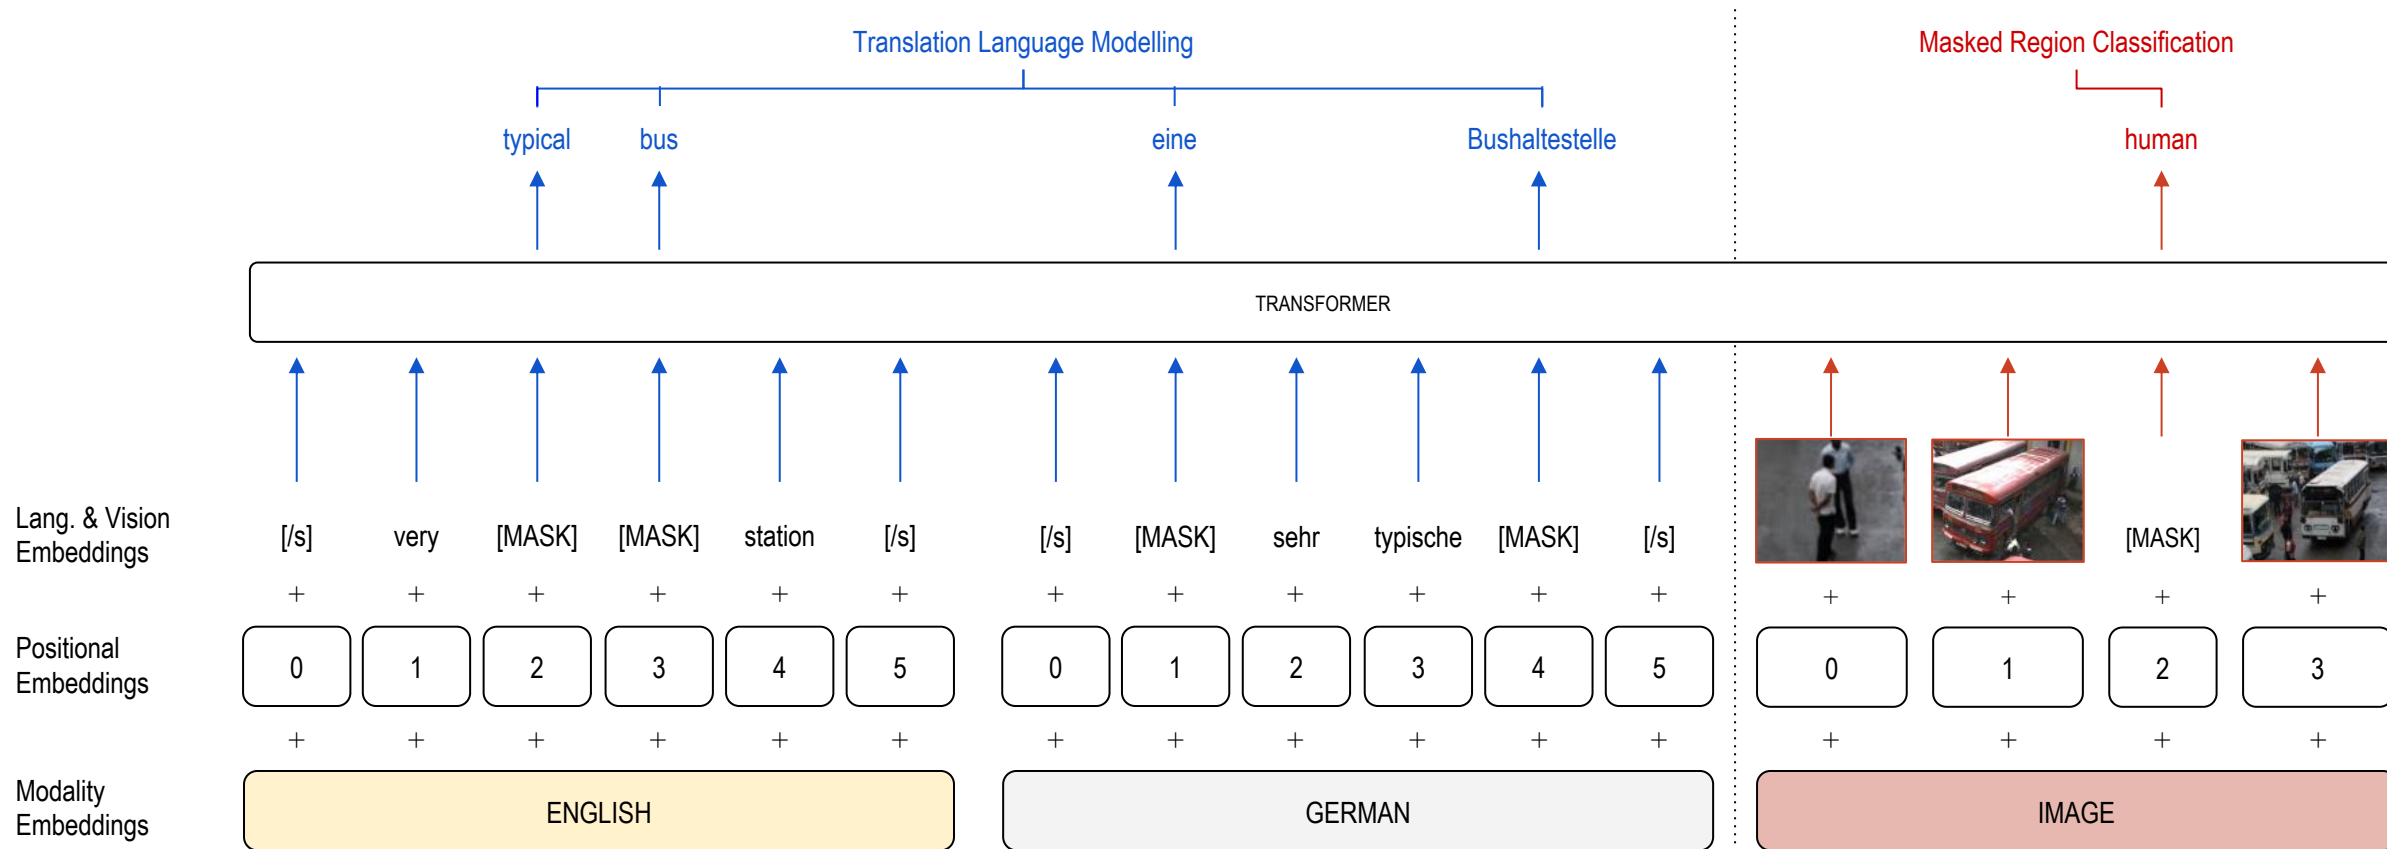 Translation Language Modelling
Masked Region Classification
typical bus eine Bushaltestelle human
TRANSFORMER
Lang. & Vision
Embeddings
[/s] very [MASK] [MASK] station [/s] [/s] [MASK] sehr typische [MASK] [/s] [MASK]
+ + + + + + + + + + + + + + + +
Positional
Embeddings
0 1 2 3 4 5 0 1 2 3 4 5 0 1 2 3
+ + + + + + + + + + + + + + + +
Modality
Embeddings
ENGLISH GERMAN IMAGE